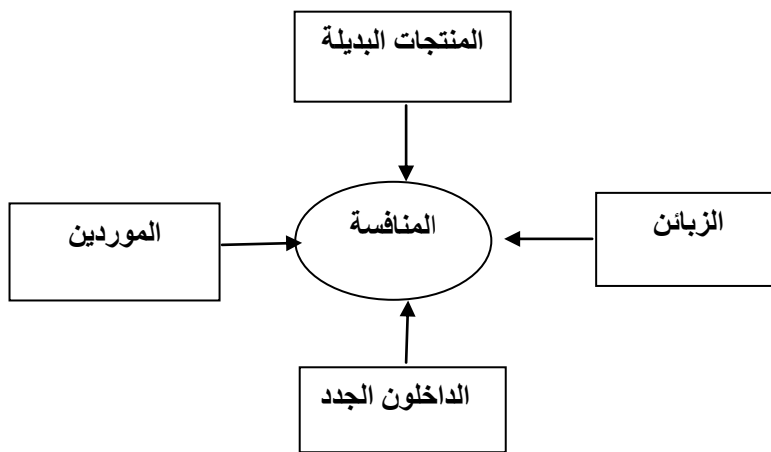 المنتجات البديلة
الزبائن
المنافسة
الموردين
الداخلون الجدد